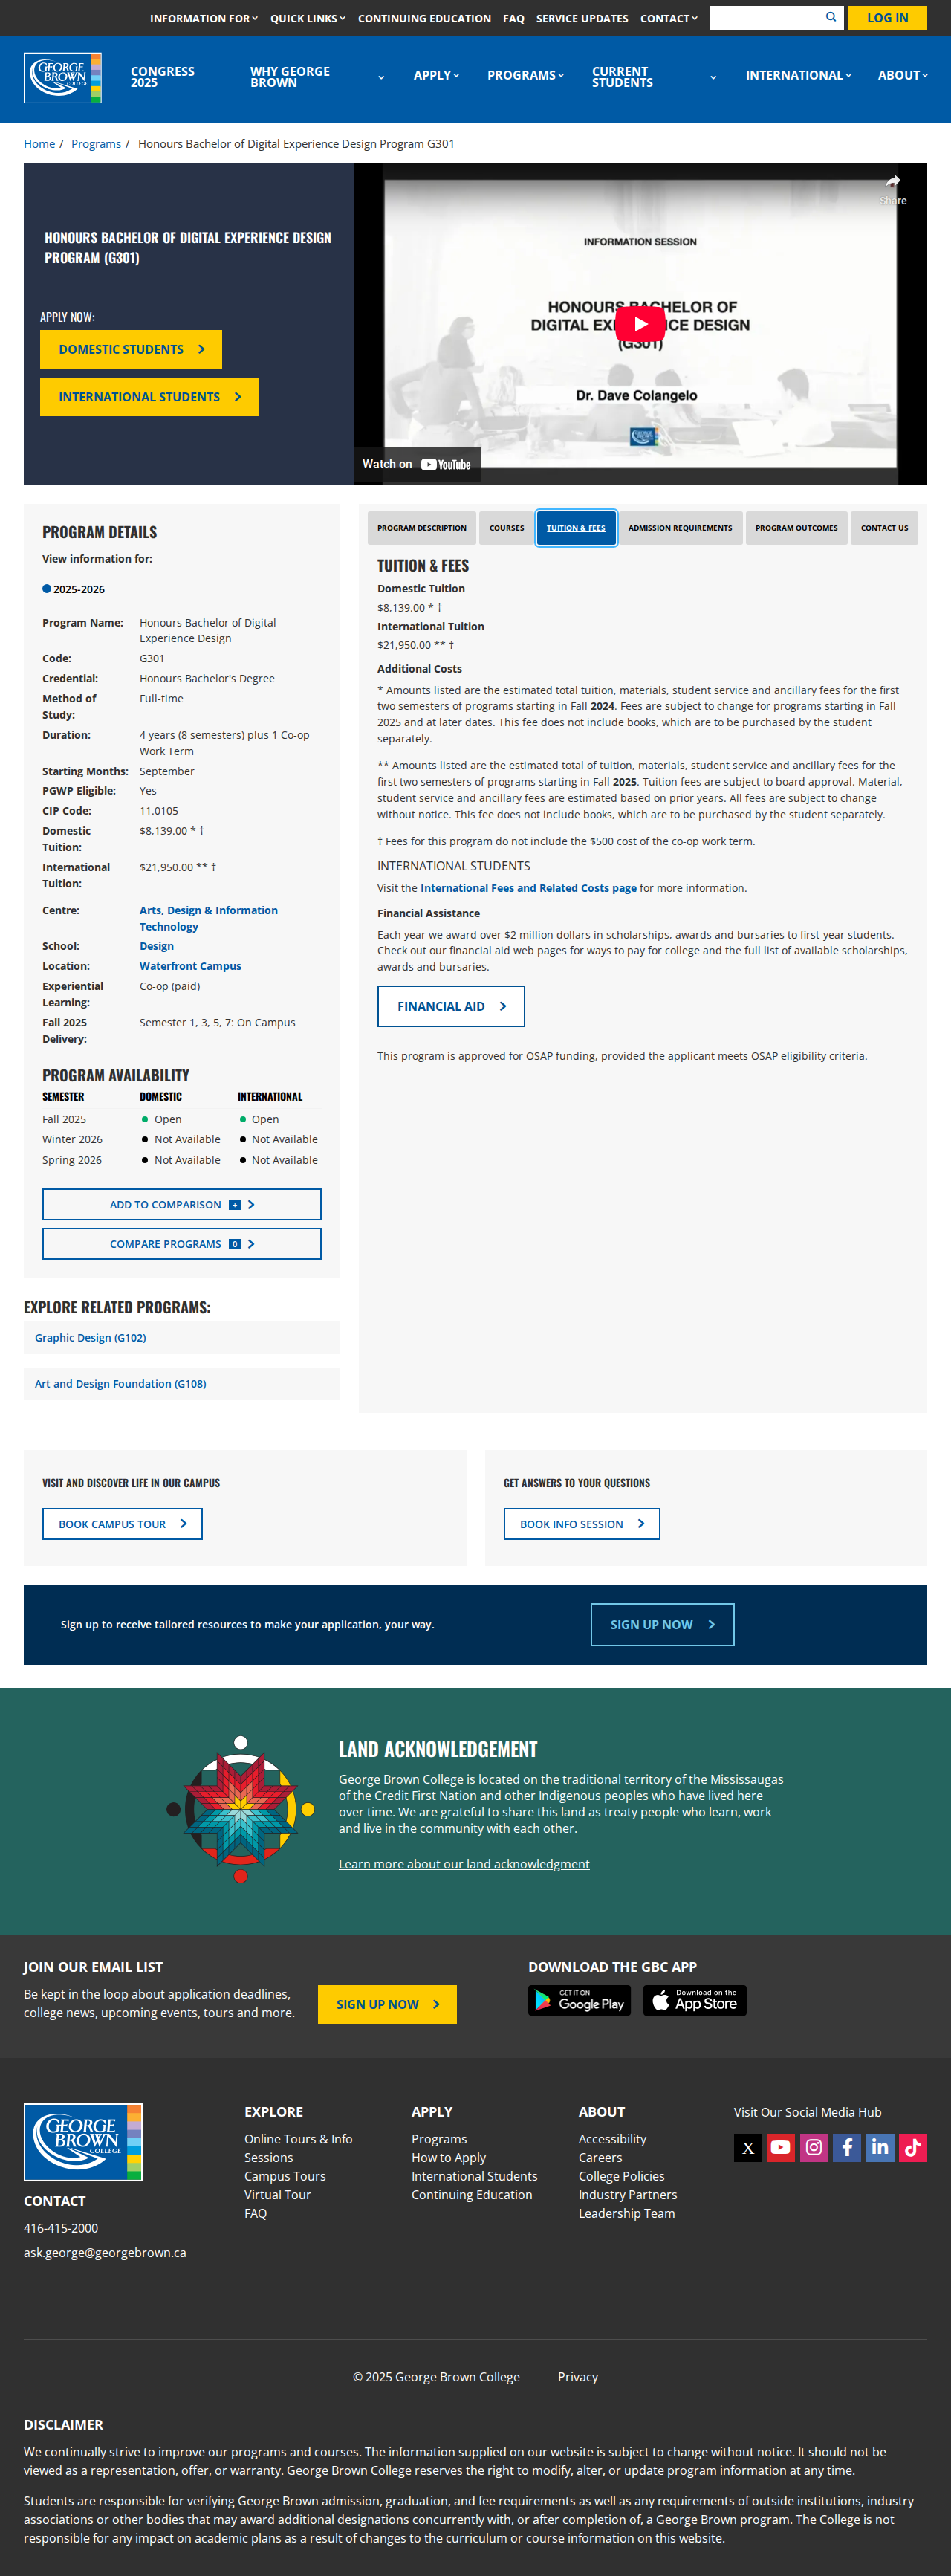 INFORMATION FOR QUICK LINKS CONTINUING EDUCATION FAQ SERVICE UPDATES CONTACT LOG IN
GEORGE BROWN COLLEGE
CONGRESS 2025 WHY GEORGE BROWN APPLY PROGRAMS CURRENT STUDENTS INTERNATIONAL ABOUT
Home / Programs / Honours Bachelor of Digital Experience Design Program G301
HONOURS BACHELOR OF DIGITAL EXPERIENCE DESIGN
PROGRAM (G301)
APPLY NOW:
DOMESTIC STUDENTS
INTERNATIONAL STUDENTS
Share
INFORMATION SESSION
HONOURS BACHELOR OF
DIGITAL EXPERIENCE DESIGN
(G301)
Dr. Dave Colangelo
Watch on YouTube
PROGRAM DETAILS
View information for:
2025-2026
Program Name: Honours Bachelor of Digital
Experience Design
Code: G301
Credential: Honours Bachelor's Degree
Method of Study: Full-time
Duration: 4 years (8 semesters) plus 1 Co-op
Work Term
Starting Months: September
PGWP Eligible: Yes
CIP Code: 11.0105
Domestic Tuition: $8,139.00 * †
International Tuition: $21,950.00 ** †
Centre: Arts, Design & Information
Technology
School: Design
Location: Waterfront Campus
Experiential Learning: Co-op (paid)
Fall 2025 Delivery: Semester 1, 3, 5, 7: On Campus
PROGRAM AVAILABILITY
SEMESTER DOMESTIC INTERNATIONAL
Fall 2025 Open Open
Winter 2026 Not Available Not Available
Spring 2026 Not Available Not Available
ADD TO COMPARISON +
COMPARE PROGRAMS 0
EXPLORE RELATED PROGRAMS:
Graphic Design (G102)
Art and Design Foundation (G108)
PROGRAM DESCRIPTION COURSES TUITION & FEES ADMISSION REQUIREMENTS PROGRAM OUTCOMES CONTACT US
TUITION & FEES
Domestic Tuition
$8,139.00 * †
International Tuition
$21,950.00 ** †
Additional Costs
* Amounts listed are the estimated total tuition, materials, student service and ancillary fees for the first
two semesters of programs starting in Fall 2024. Fees are subject to change for programs starting in Fall
2025 and at later dates. This fee does not include books, which are to be purchased by the student
separately.
** Amounts listed are the estimated total of tuition, materials, student service and ancillary fees for the
first two semesters of programs starting in Fall 2025. Tuition fees are subject to board approval. Material,
student service and ancillary fees are estimated based on prior years. All fees are subject to change
without notice. This fee does not include books, which are to be purchased by the student separately.
† Fees for this program do not include the $500 cost of the co-op work term.
INTERNATIONAL STUDENTS
Visit the International Fees and Related Costs page for more information.
Financial Assistance
Each year we award over $2 million dollars in scholarships, awards and bursaries to first-year students.
Check out our financial aid web pages for ways to pay for college and the full list of available scholarships,
awards and bursaries.
FINANCIAL AID
This program is approved for OSAP funding, provided the applicant meets OSAP eligibility criteria.
VISIT AND DISCOVER LIFE IN OUR CAMPUS
BOOK CAMPUS TOUR
GET ANSWERS TO YOUR QUESTIONS
BOOK INFO SESSION
Sign up to receive tailored resources to make your application, your way.
SIGN UP NOW
LAND ACKNOWLEDGEMENT
George Brown College is located on the traditional territory of the Mississaugas
of the Credit First Nation and other Indigenous peoples who have lived here
over time. We are grateful to share this land as treaty people who learn, work
and live in the community with each other.
Learn more about our land acknowledgment
JOIN OUR EMAIL LIST
Be kept in the loop about application deadlines,
college news, upcoming events, tours and more.
SIGN UP NOW
DOWNLOAD THE GBC APP
GET IT ON Google Play
Download on the App Store
GEORGE BROWN COLLEGE
CONTACT
416-415-2000
ask.george@georgebrown.ca
EXPLORE
Online Tours & Info
Sessions
Campus Tours
Virtual Tour
FAQ
APPLY
Programs
How to Apply
International Students
Continuing Education
ABOUT
Accessibility
Careers
College Policies
Industry Partners
Leadership Team
Visit Our Social Media Hub
© 2025 George Brown College Privacy
DISCLAIMER
We continually strive to improve our programs and courses. The information supplied on our website is subject to change without notice. It should not be
viewed as a representation, offer, or warranty. George Brown College reserves the right to modify, alter, or update program information at any time.
Students are responsible for verifying George Brown admission, graduation, and fee requirements as well as any requirements of outside institutions, industry
associations or other bodies that may award additional designations concurrently with, or after completion of, a George Brown program. The College is not
responsible for any impact on academic plans as a result of changes to the curriculum or course information on this website.